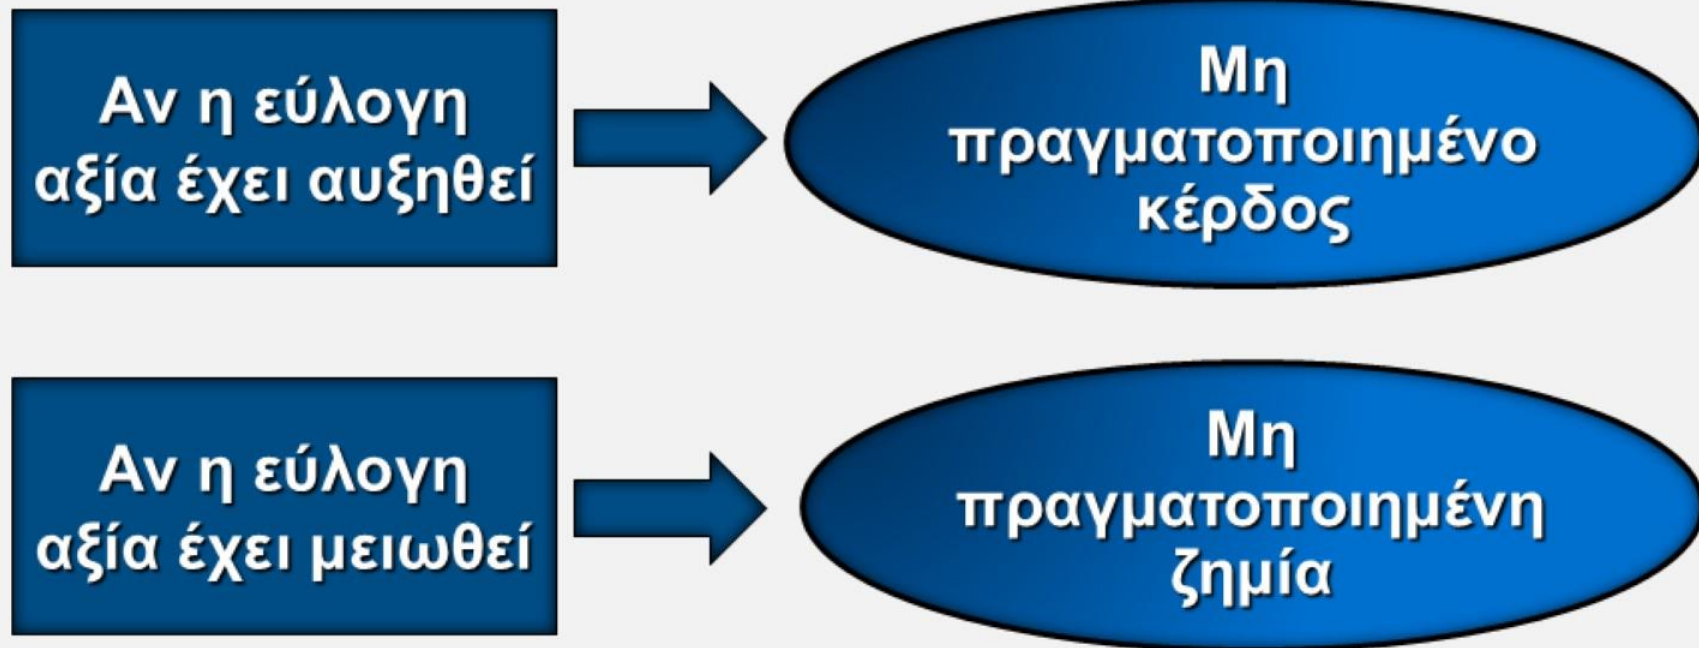 Αν η εύλογη
αξία έχει αυξηθεί
Μη
πραγματοποιημένο
κέρδος
Αν η εύλογη
αξία έχει μειωθεί
Μη
πραγματοποιημένη
ζημία